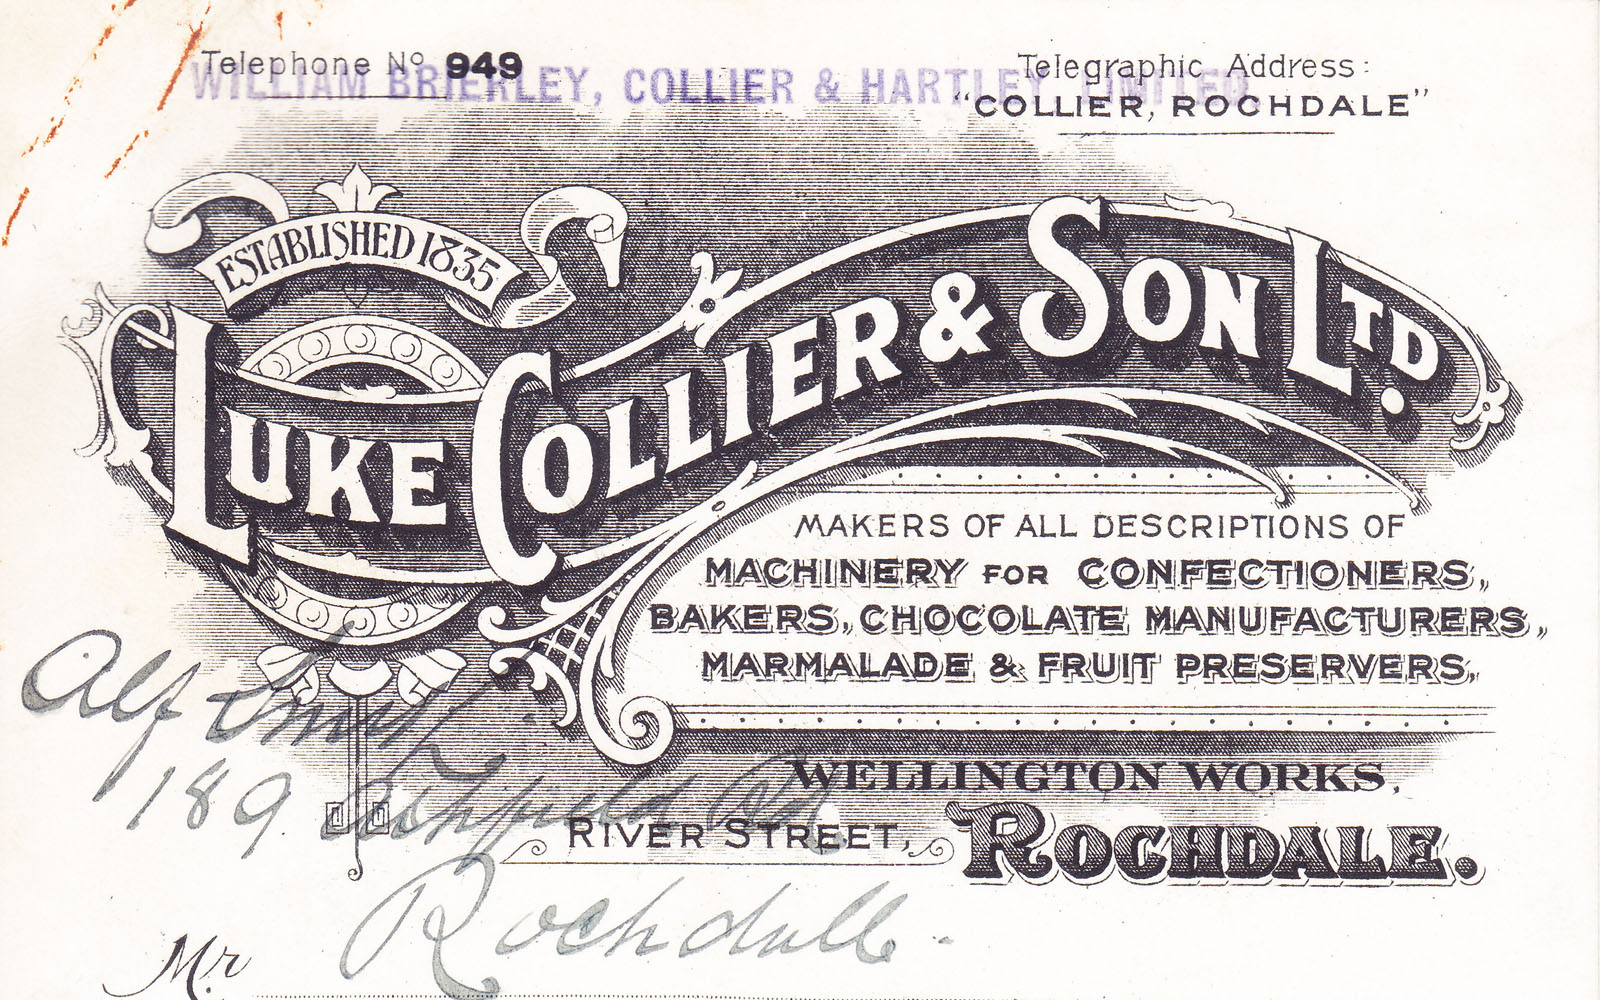 Telephone No 949
WILLIAM BRIERLEY, COLLIER & HARTLEY LIMITED
Telegraphic Address:
"COLLIER, ROCHDALE"
ESTABLISHED 1835
LUKE COLLIER & SON LTD.
MAKERS OF ALL DESCRIPTIONS OF
MACHINERY FOR CONFECTIONERS,
BAKERS, CHOCOLATE MANUFACTURERS,
MARMALADE & FRUIT PRESERVERS,
WELLINGTON WORKS,
RIVER STREET, ROCHDALE.
Alf Smith
189 Rd
Rochdale.
Mr